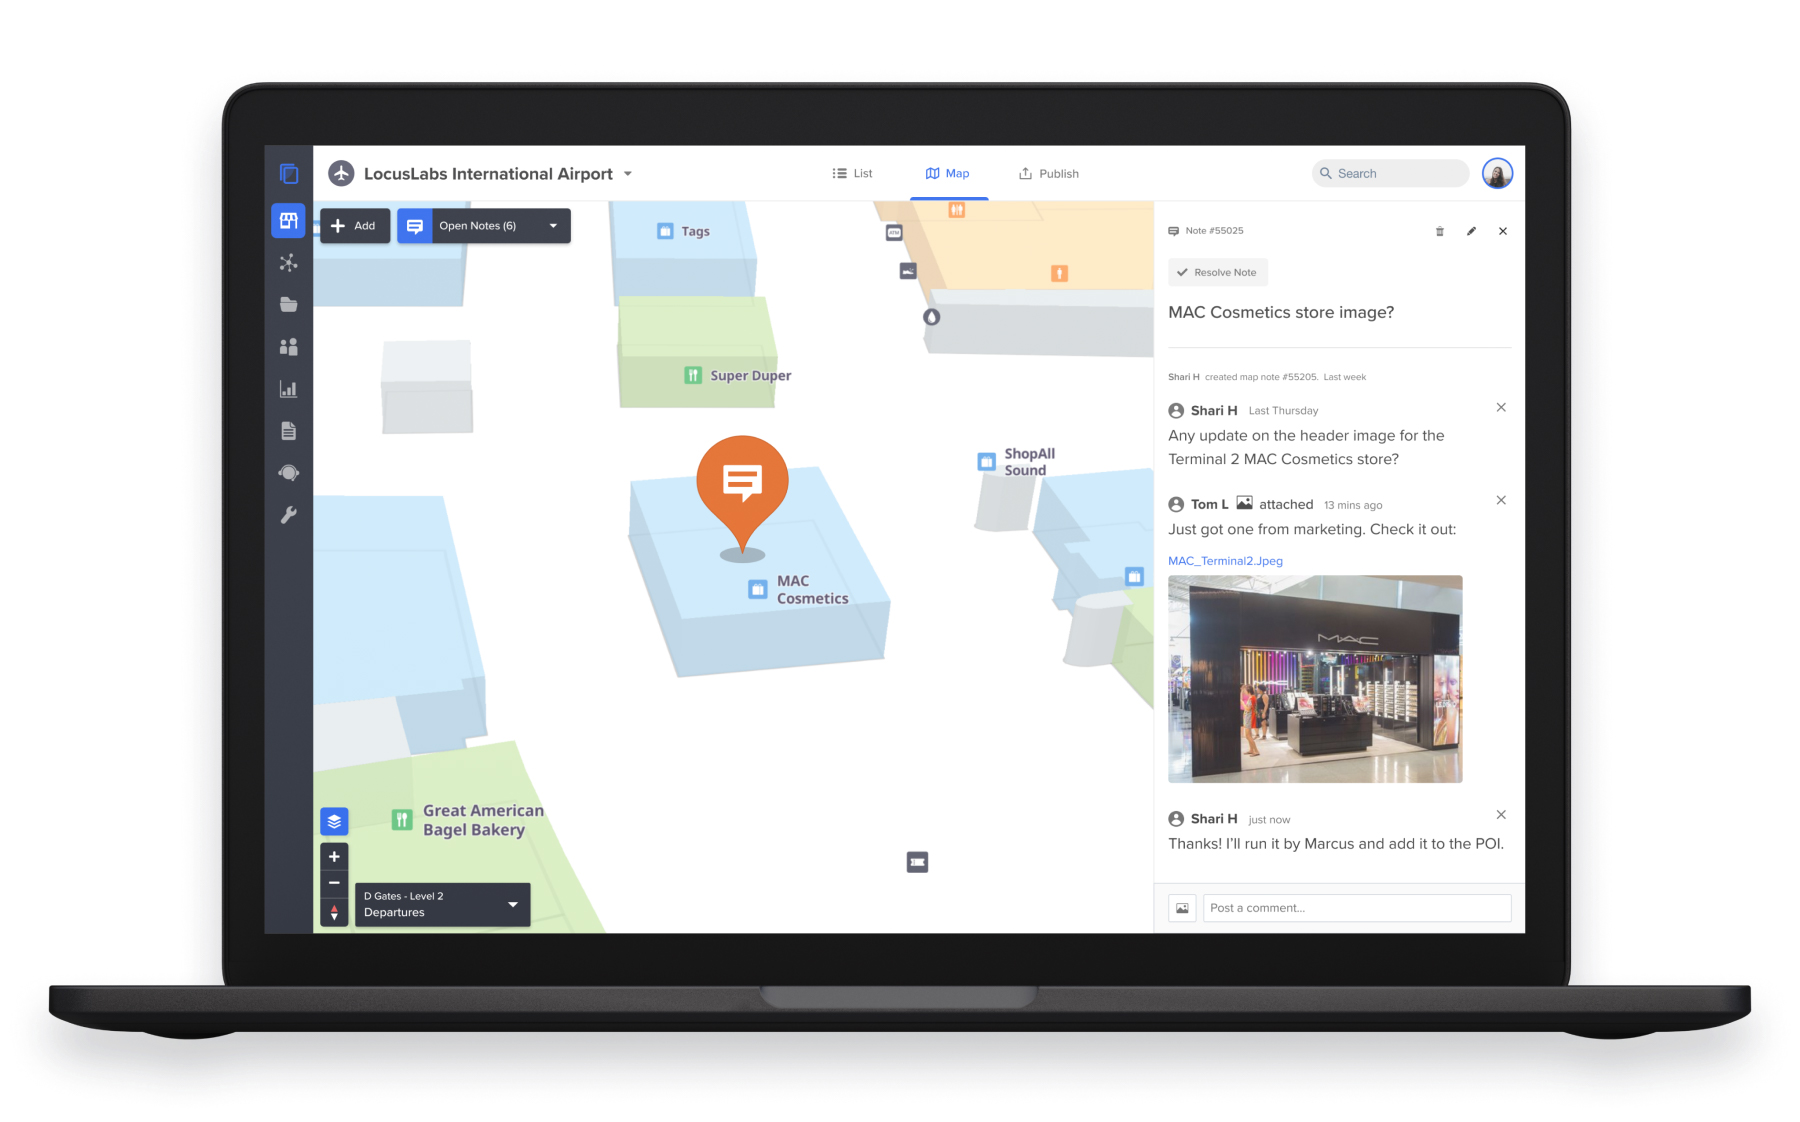 LocusLabs International Airport
List
Map
Publish
Search
Add
Open Notes (6)
Tags
ATM
Super Duper
ShopAll
Sound
MAC
Cosmetics
Great American
Bagel Bakery
D Gates - Level 2
Departures
Note #55025
Resolve Note
MAC Cosmetics store image?
Shari H created map note #55205. Last week
Shari H Last Thursday
Any update on the header image for the
Terminal 2 MAC Cosmetics store?
Tom L attached 13 mins ago
Just got one from marketing. Check it out:
MAC_Terminal2.Jpeg
MAC
Shari H just now
Thanks! I'll run it by Marcus and add it to the POI.
Post a comment...